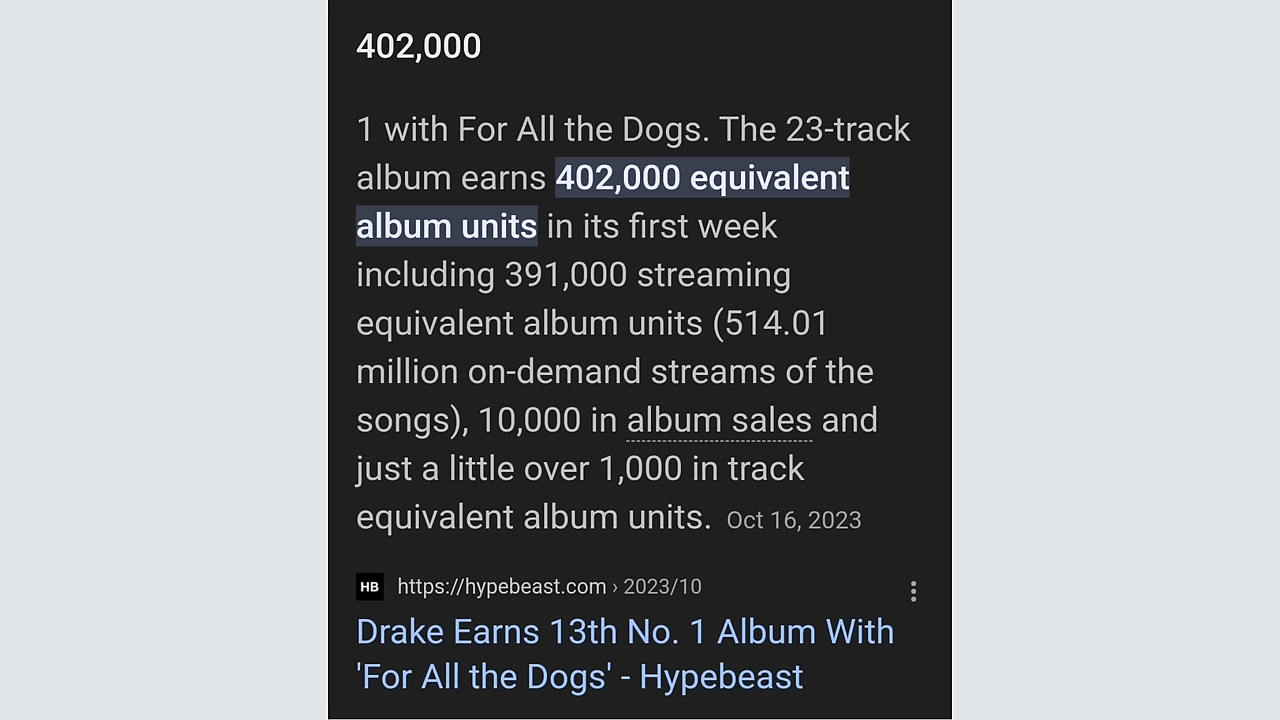 402,000
1 with For All the Dogs. The 23-track
album earns 402,000 equivalent
album units in its first week
including 391,000 streaming
equivalent album units (514.01
million on-demand streams of the
songs), 10,000 in album sales and
just a little over 1,000 in track
equivalent album units. Oct 16, 2023
HB https://hypebeast.com › 2023/10
Drake Earns 13th No. 1 Album With
'For All the Dogs' - Hypebeast